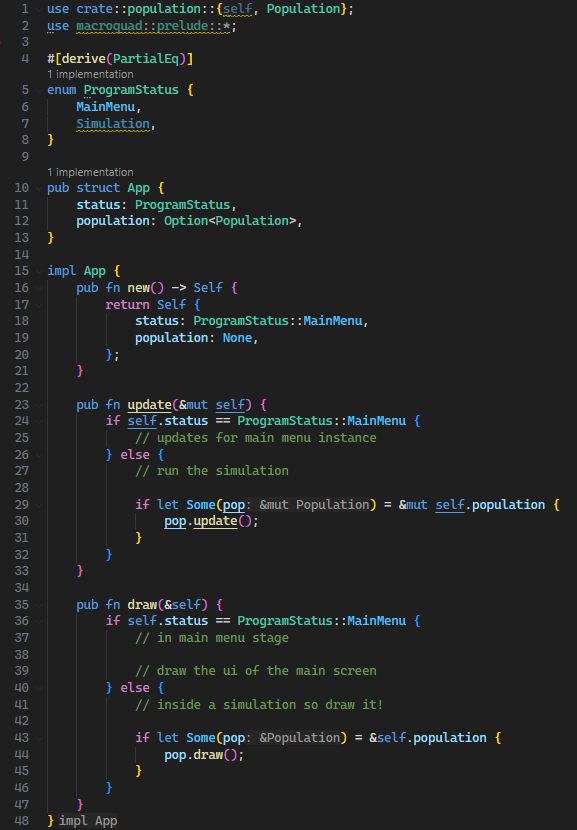 1 use crate::population::{self, Population};
2 use macroquad::prelude::*;
3
4 #[derive(PartialEq)]
1 implementation
5 enum ProgramStatus {
6     MainMenu,
7     Simulation,
8 }
9
1 implementation
10 pub struct App {
11     status: ProgramStatus,
12     population: Option<Population>,
13 }
14
15 impl App {
16     pub fn new() -> Self {
17         return Self {
18             status: ProgramStatus::MainMenu,
19             population: None,
20         };
21     }
22
23     pub fn update(&mut self) {
24         if self.status == ProgramStatus::MainMenu {
25             // updates for main menu instance
26         } else {
27             // run the simulation
28
29             if let Some(pop: &mut Population) = &mut self.population {
30                 pop.update();
31             }
32         }
33     }
34
35     pub fn draw(&self) {
36         if self.status == ProgramStatus::MainMenu {
37             // in main menu stage
38
39             // draw the ui of the main screen
40         } else {
41             // inside a simulation so draw it!
42
43             if let Some(pop: &Population) = &self.population {
44                 pop.draw();
45             }
46         }
47     }
48 } impl App